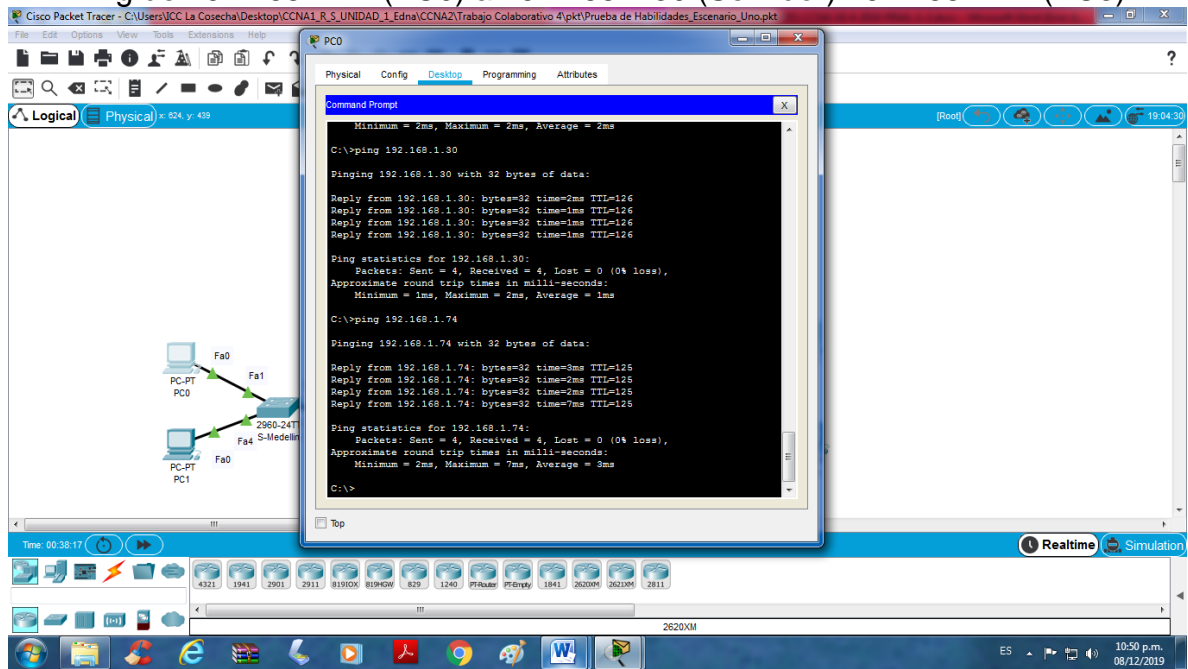 Cisco Packet Tracer - C:\Users\JCC La Cosecha\Desktop\CCNA1_R_S_UNIDAD_1_Edna\CCNA2\Trabajo Colaborativo 4\pkt\Prueba de Habilidades_Escenario_Uno.pkt
File Edit Options View Tools Extensions Help
PC0
Physical Config Desktop Programming Attributes
?
Logical Physical x: 624, y: 439
[Root] 19:04:30
Command Prompt X
Minimum = 2ms, Maximum = 2ms, Average = 2ms
C:\>ping 192.168.1.30
Pinging 192.168.1.30 with 32 bytes of data:
Reply from 192.168.1.30: bytes=32 time=2ms TTL=126
Reply from 192.168.1.30: bytes=32 time=1ms TTL=126
Reply from 192.168.1.30: bytes=32 time=1ms TTL=126
Reply from 192.168.1.30: bytes=32 time=1ms TTL=126
Ping statistics for 192.168.1.30:
Packets: Sent = 4, Received = 4, Lost = 0 (0% loss),
Approximate round trip times in milli-seconds:
Minimum = 1ms, Maximum = 2ms, Average = 1ms
C:\>ping 192.168.1.74
Pinging 192.168.1.74 with 32 bytes of data:
Reply from 192.168.1.74: bytes=32 time=3ms TTL=125
Reply from 192.168.1.74: bytes=32 time=2ms TTL=125
Reply from 192.168.1.74: bytes=32 time=2ms TTL=125
Reply from 192.168.1.74: bytes=32 time=7ms TTL=125
Ping statistics for 192.168.1.74:
Packets: Sent = 4, Received = 4, Lost = 0 (0% loss),
Approximate round trip times in milli-seconds:
Minimum = 2ms, Maximum = 7ms, Average = 3ms
C:\>
Top
Fa0
PC-PT
PC0
Fa1
2960-24TT
S-Medellin
Fa4
Fa0
PC-PT
PC1
Time: 00:38:17
Realtime Simulation
4321 1941 2901 2911 819IOX 819HGW 829 1240 PT-Router PT-Empty 1841 2620XM 2621XM 2811
2620XM
ES
10:50 p.m.
08/12/2019